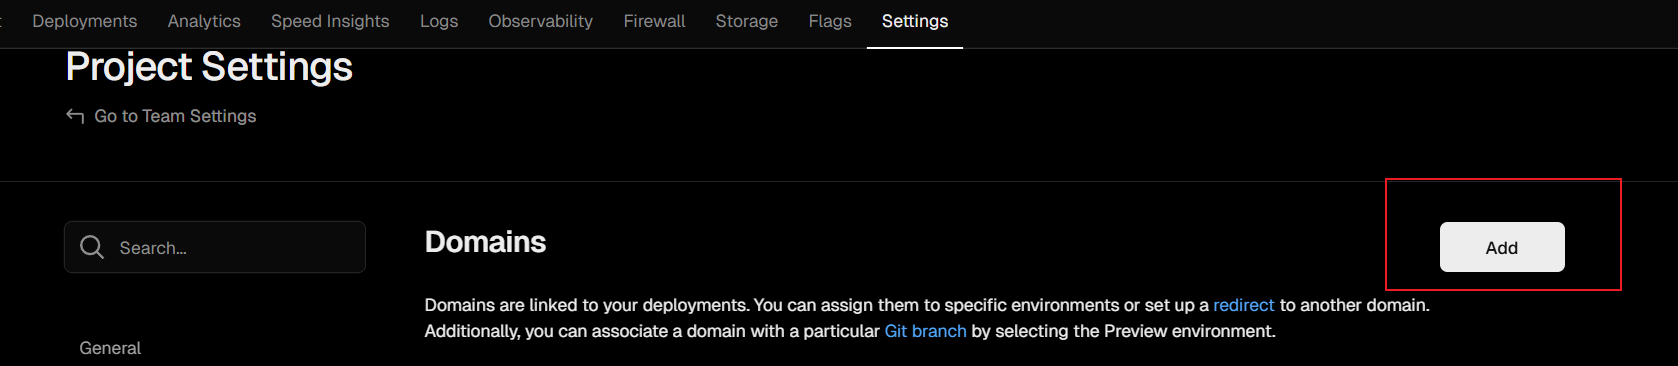 Deployments Analytics Speed Insights Logs Observability Firewall Storage Flags Settings
Project Settings
Go to Team Settings
Search...
Domains
Add
Domains are linked to your deployments. You can assign them to specific environments or set up a redirect to another domain.
Additionally, you can associate a domain with a particular Git branch by selecting the Preview environment.
General